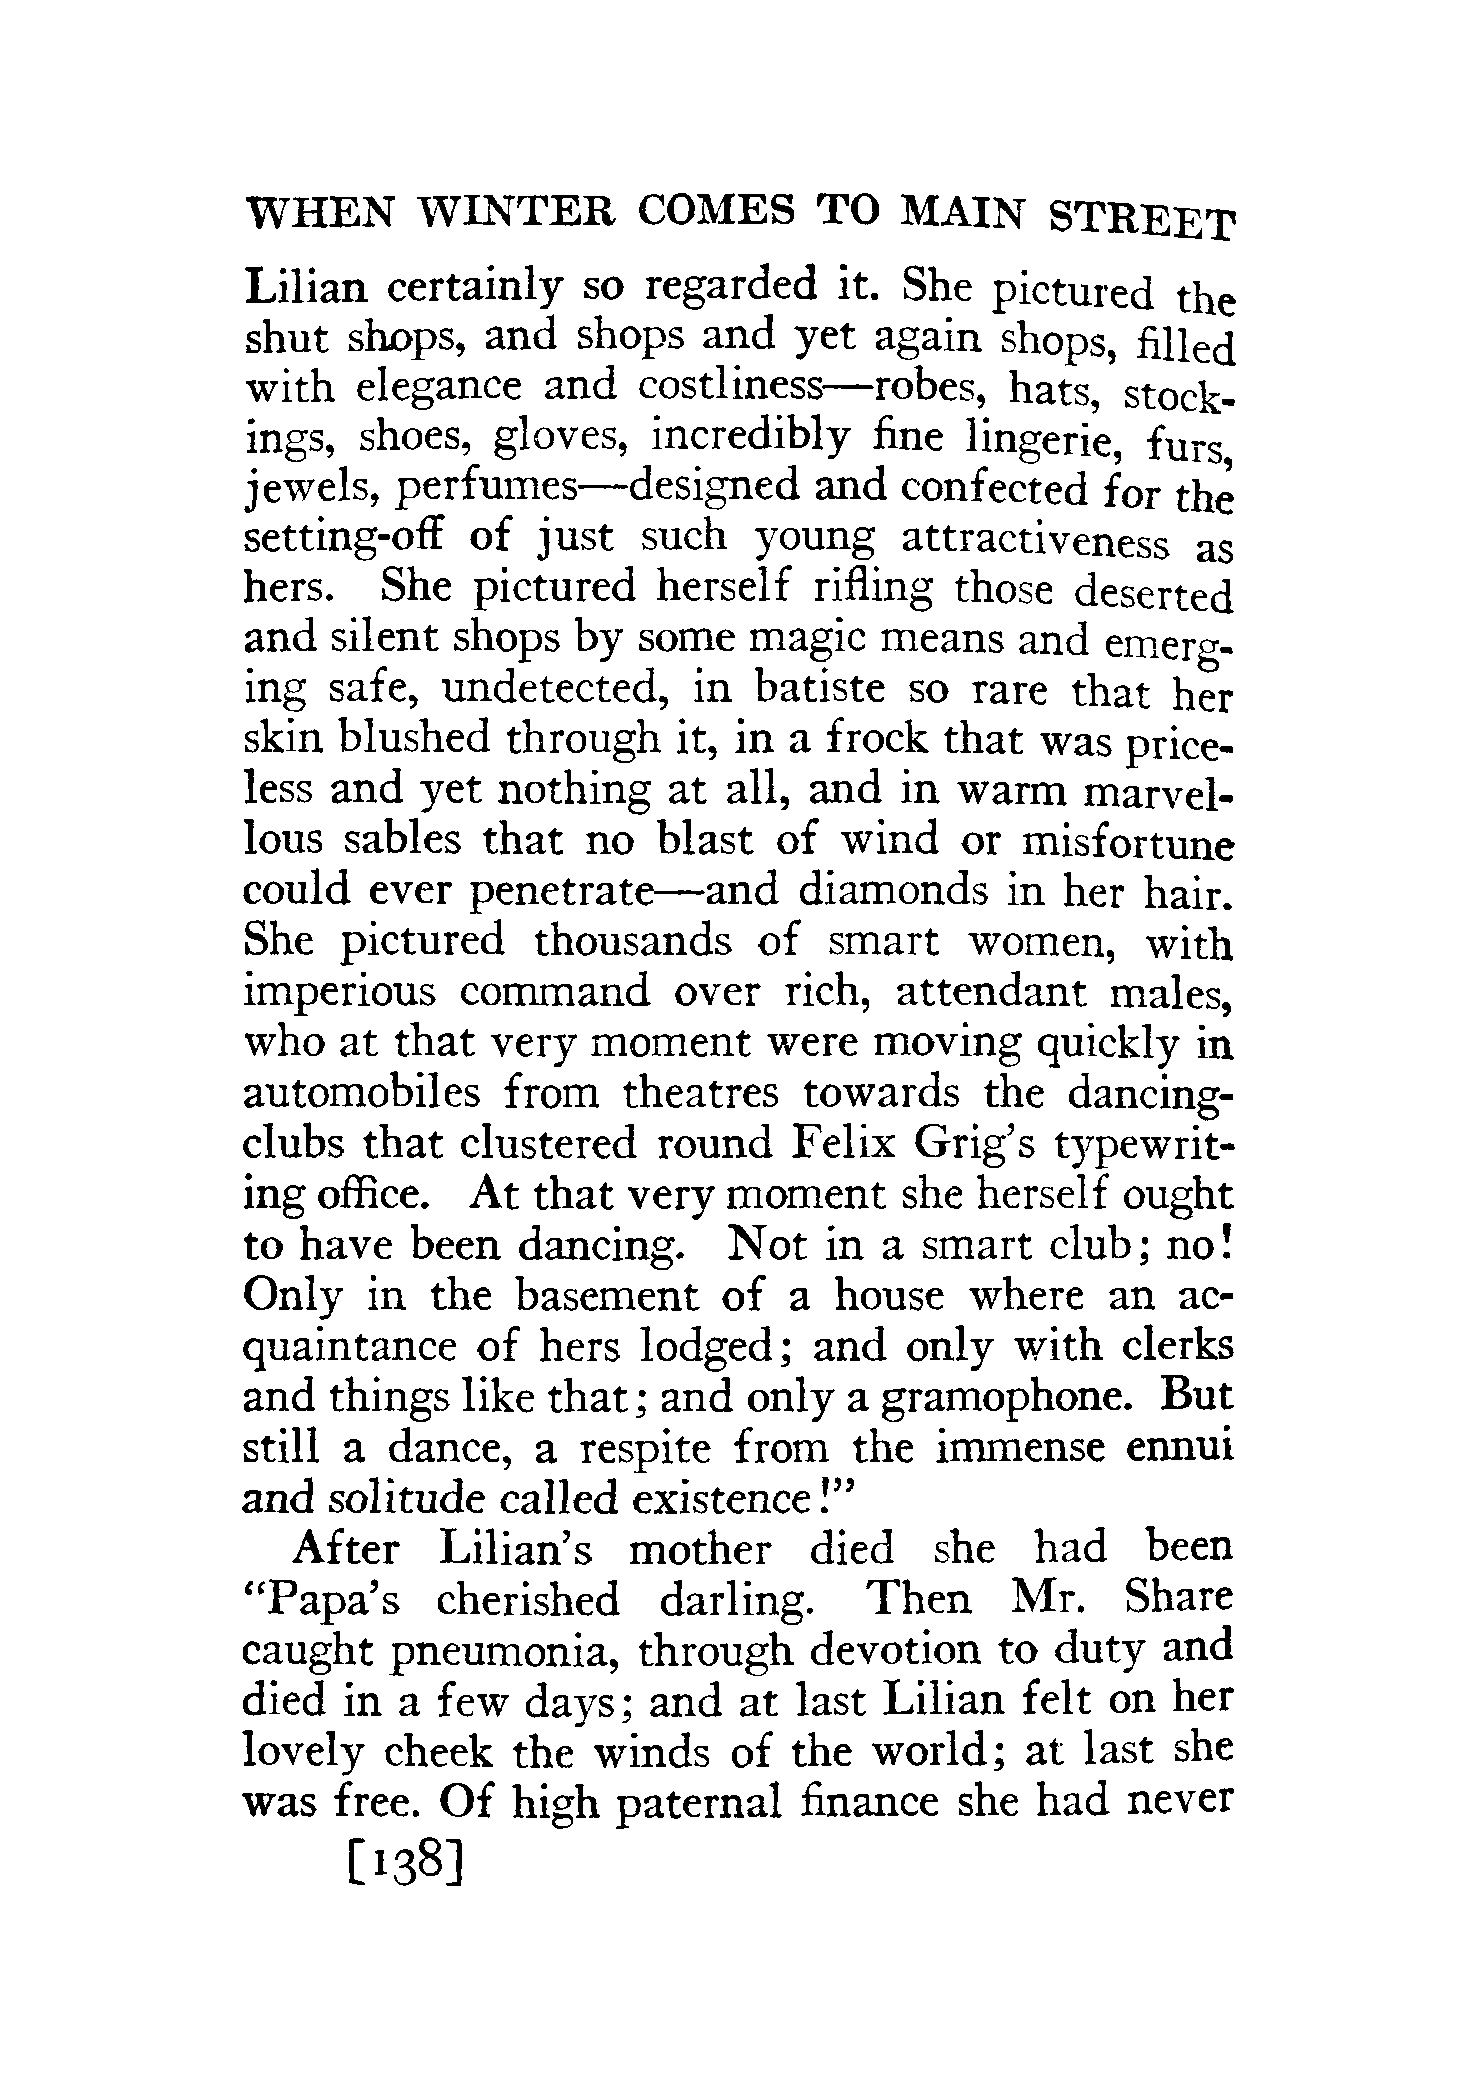 WHEN WINTER COMES TO MAIN STREET
Lilian certainly so regarded it. She pictured the
shut shops, and shops and yet again shops, filled
with elegance and costliness—robes, hats, stock-
ings, shoes, gloves, incredibly fine lingerie, furs,
jewels, perfumes—designed and confected for the
setting-off of just such young attractiveness as
hers. She pictured herself rifling those deserted
and silent shops by some magic means and emerg-
ing safe, undetected, in batiste so rare that her
skin blushed through it, in a frock that was price-
less and yet nothing at all, and in warm marvel-
lous sables that no blast of wind or misfortune
could ever penetrate—and diamonds in her hair.
She pictured thousands of smart women, with
imperious command over rich, attendant males,
who at that very moment were moving quickly in
automobiles from theatres towards the dancing-
clubs that clustered round Felix Grig's typewrit-
ing office. At that very moment she herself ought
to have been dancing. Not in a smart club; no!
Only in the basement of a house where an ac-
quaintance of hers lodged; and only with clerks
and things like that; and only a gramophone. But
still a dance, a respite from the immense ennui
and solitude called existence!"
After Lilian's mother died she had been
"Papa's cherished darling. Then Mr. Share
caught pneumonia, through devotion to duty and
died in a few days; and at last Lilian felt on her
lovely cheek the winds of the world; at last she
was free. Of high paternal finance she had never
[138]